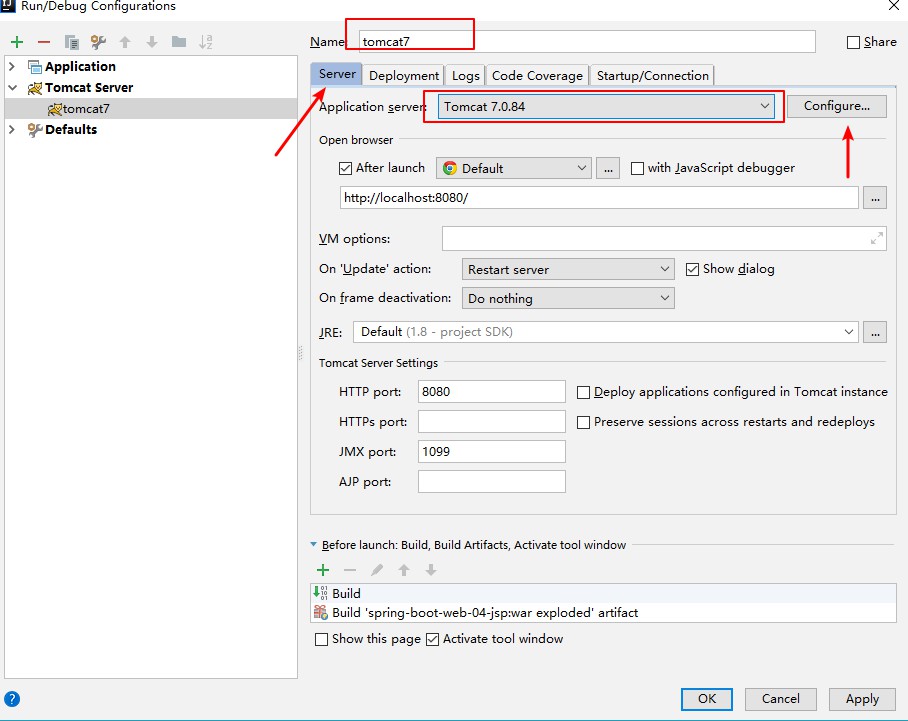 Run/Debug Configurations
Name: tomcat7
Share
Application
Tomcat Server
tomcat7
Defaults
Server Deployment Logs Code Coverage Startup/Connection
Application server: Tomcat 7.0.84 Configure...
Open browser
After launch Default ... with JavaScript debugger
http://localhost:8080/ ...
VM options:
On 'Update' action: Restart server Show dialog
On frame deactivation: Do nothing
JRE: Default (1.8 - project SDK) ...
Tomcat Server Settings
HTTP port: 8080 Deploy applications configured in Tomcat instance
HTTPs port: Preserve sessions across restarts and redeploys
JMX port: 1099
AJP port:
Before launch: Build, Build Artifacts, Activate tool window
Build
Build 'spring-boot-web-04-jsp:war exploded' artifact
Show this page Activate tool window
? OK Cancel Apply